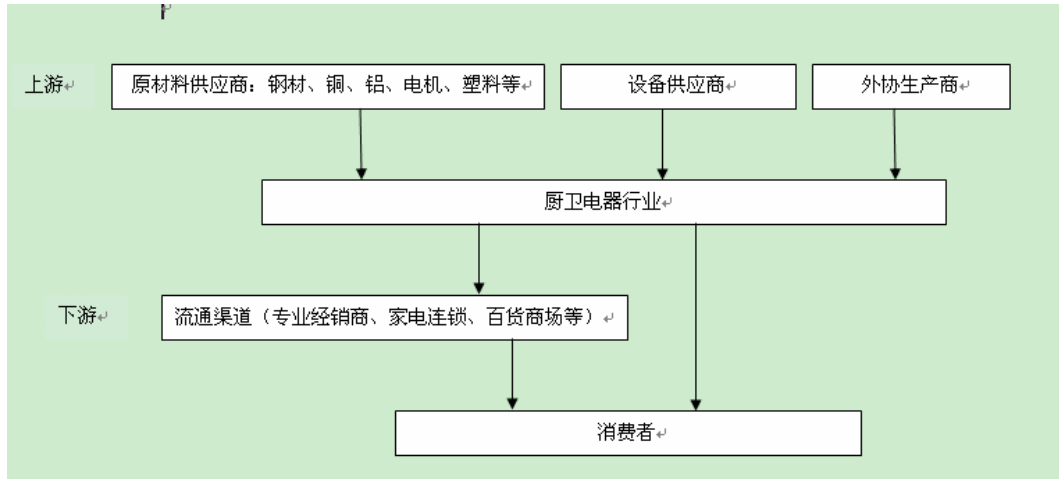 上游
原材料供应商：钢材、铜、铝、电机、塑料等
设备供应商
外协生产商
厨卫电器行业
下游
流通渠道（专业经销商、家电连锁、百货商场等）
消费者